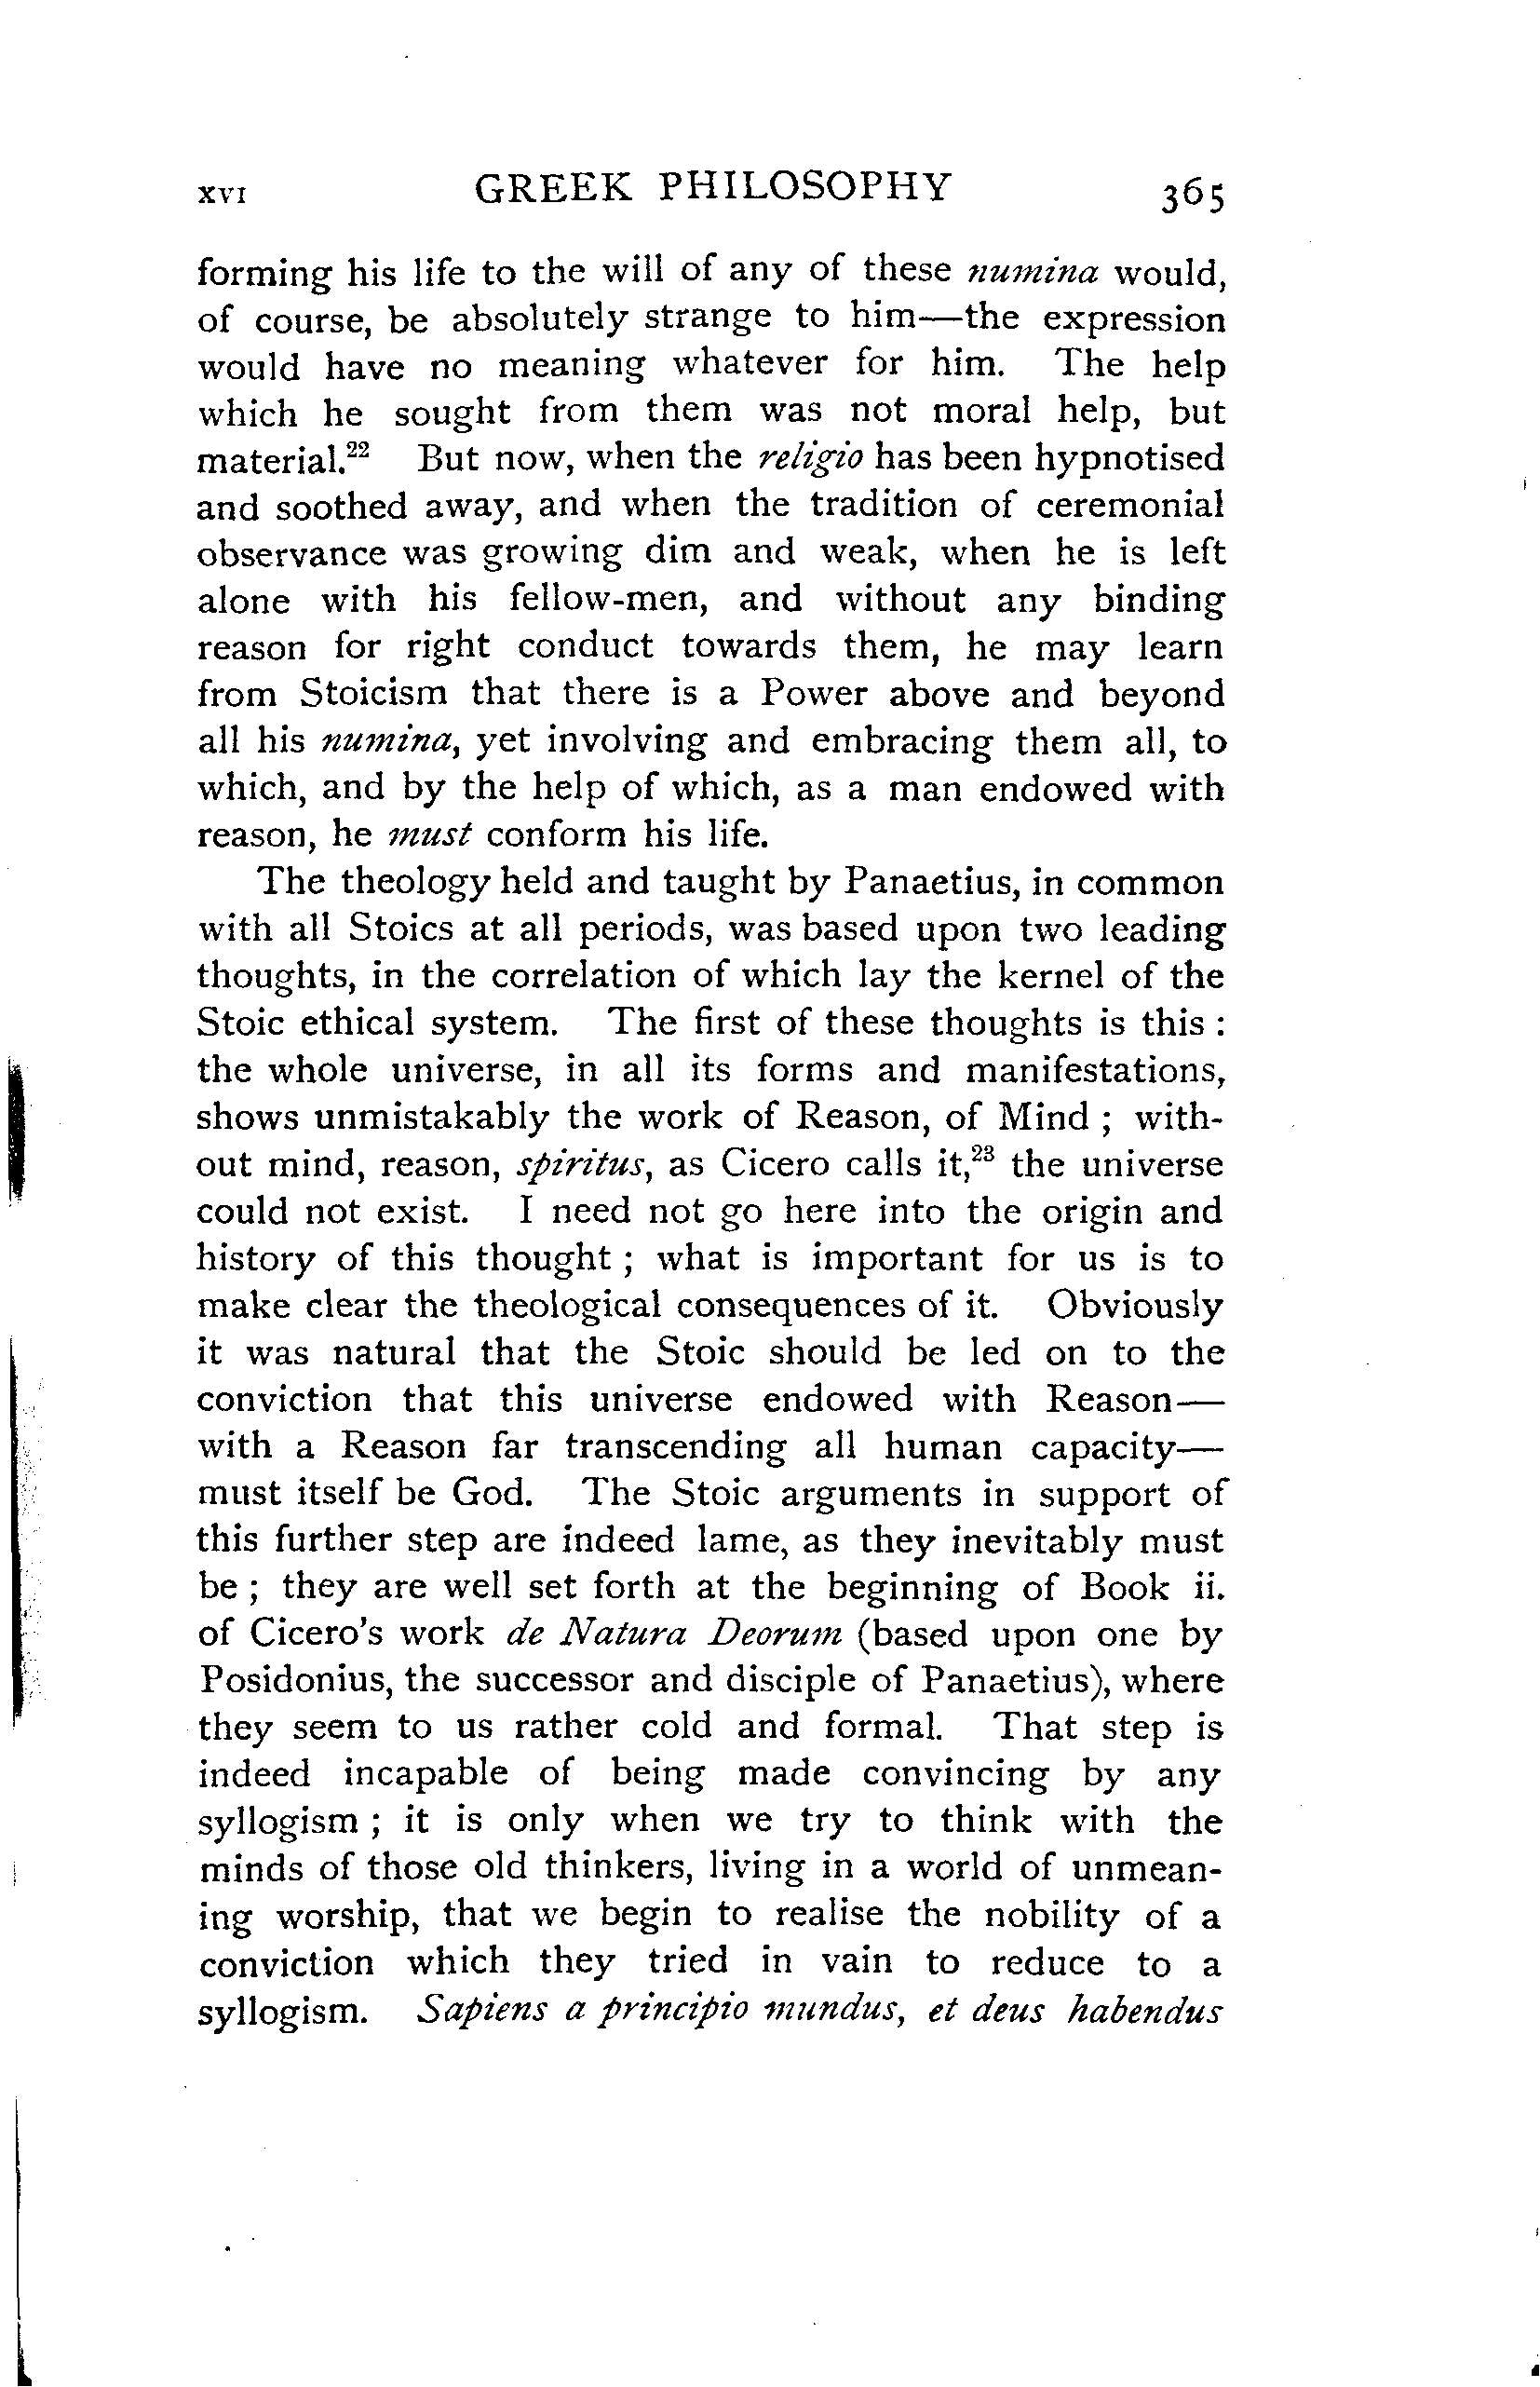 XVI GREEK PHILOSOPHY 365
forming his life to the will of any of these numina would,
of course, be absolutely strange to him—the expression
would have no meaning whatever for him. The help
which he sought from them was not moral help, but
material.²² But now, when the religio has been hypnotised
and soothed away, and when the tradition of ceremonial
observance was growing dim and weak, when he is left
alone with his fellow-men, and without any binding
reason for right conduct towards them, he may learn
from Stoicism that there is a Power above and beyond
all his numina, yet involving and embracing them all, to
which, and by the help of which, as a man endowed with
reason, he must conform his life.
The theology held and taught by Panaetius, in common
with all Stoics at all periods, was based upon two leading
thoughts, in the correlation of which lay the kernel of the
Stoic ethical system. The first of these thoughts is this :
the whole universe, in all its forms and manifestations,
shows unmistakably the work of Reason, of Mind ; with-
out mind, reason, spiritus, as Cicero calls it,²³ the universe
could not exist. I need not go here into the origin and
history of this thought ; what is important for us is to
make clear the theological consequences of it. Obviously
it was natural that the Stoic should be led on to the
conviction that this universe endowed with Reason—
with a Reason far transcending all human capacity—
must itself be God. The Stoic arguments in support of
this further step are indeed lame, as they inevitably must
be ; they are well set forth at the beginning of Book ii.
of Cicero's work de Natura Deorum (based upon one by
Posidonius, the successor and disciple of Panaetius), where
they seem to us rather cold and formal. That step is
indeed incapable of being made convincing by any
syllogism ; it is only when we try to think with the
minds of those old thinkers, living in a world of unmean-
ing worship, that we begin to realise the nobility of a
conviction which they tried in vain to reduce to a
syllogism. Sapiens a principio mundus, et deus habendus